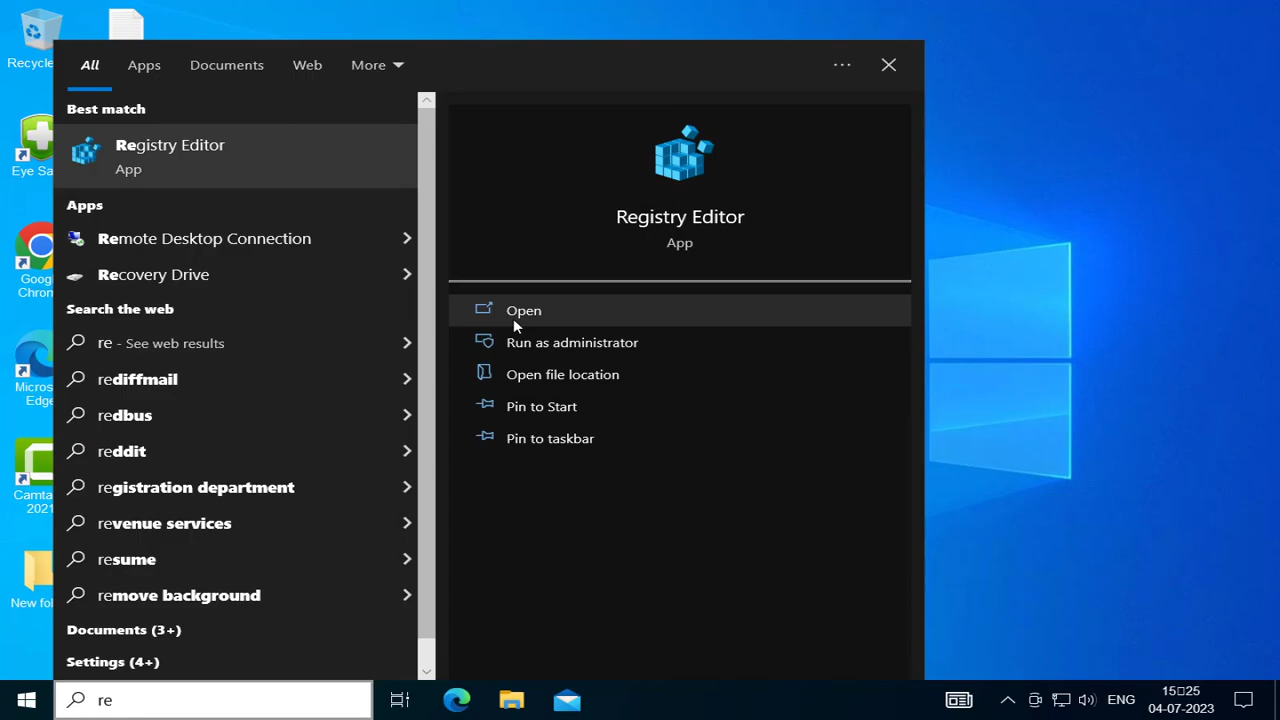 Recycle
All
Apps
Documents
Web
More
Best match
Registry Editor
App
Apps
Remote Desktop Connection
Recovery Drive
Search the web
re - See web results
rediffmail
redbus
reddit
registration department
revenue services
resume
remove background
Documents (3+)
Settings (4+)
Registry Editor
App
Open
Run as administrator
Open file location
Pin to Start
Pin to taskbar
Eye Sa
Goog
Chron
Micros
Edge
Camta
2021
New fol
re
ENG
15▯25
04-07-2023